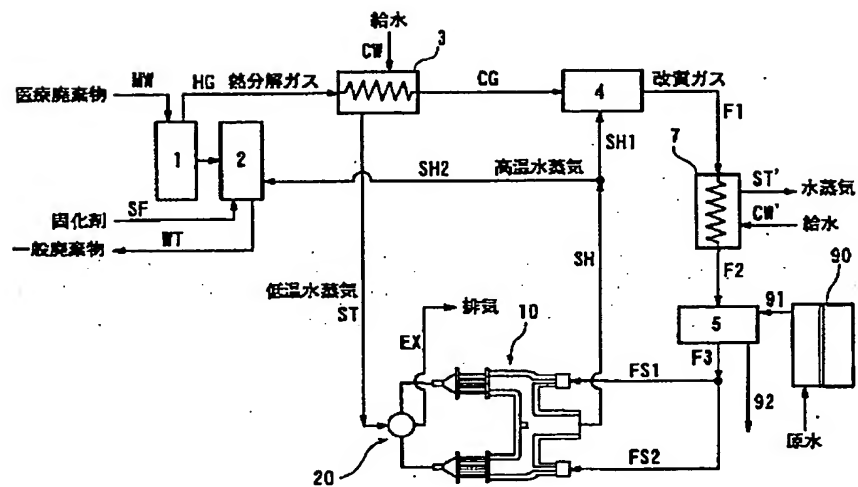 給水
CW
3
MW
HG 熱分解ガス
CG
改質ガス
医療廃棄物
4
F1
1
2
SH1
7
ST'
水蒸気
SH2
高温水蒸気
CW'
給水
固化剤
SF
一般廃棄物
WT
SH
F2
90
低温水蒸気
ST
排気
91
EX
10
5
F3
FS1
92
原水
20
FS2